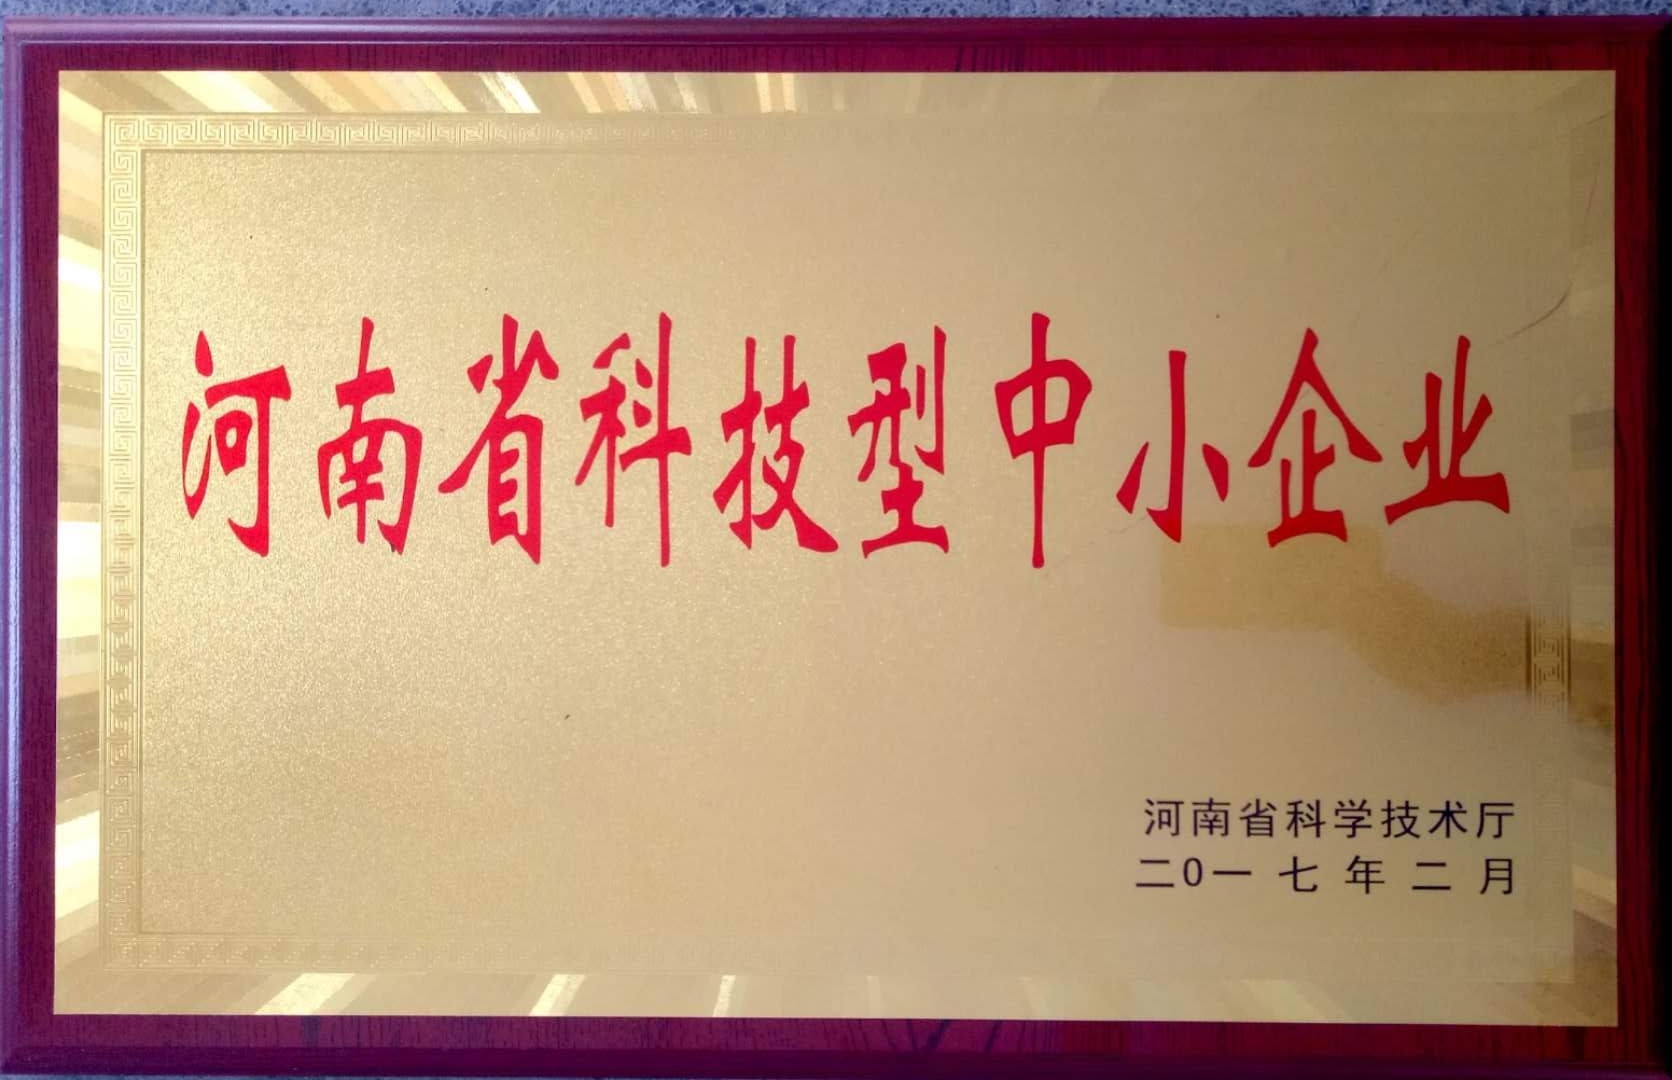 河南省科技型中小企业
河南省科学技术厅
二0一七年二月